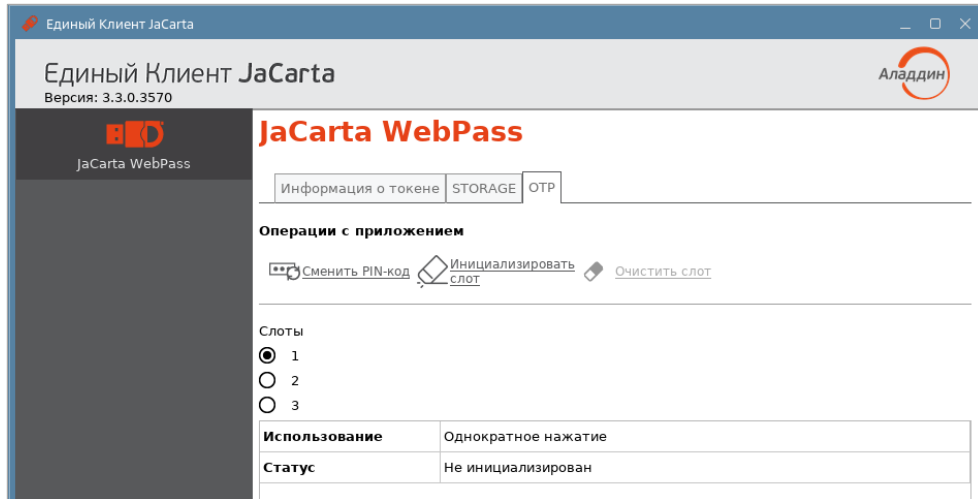 Единый Клиент JaCarta
Единый Клиент JaCarta
Аладдин
Версия: 3.3.0.3570
JaCarta WebPass
JaCarta WebPass
Информация о токене STORAGE OTP
Операции с приложением
Сменить PIN-код Инициализировать слот Очистить слот
Слоты
1
2
3
Использование Однократное нажатие
Статус Не инициализирован